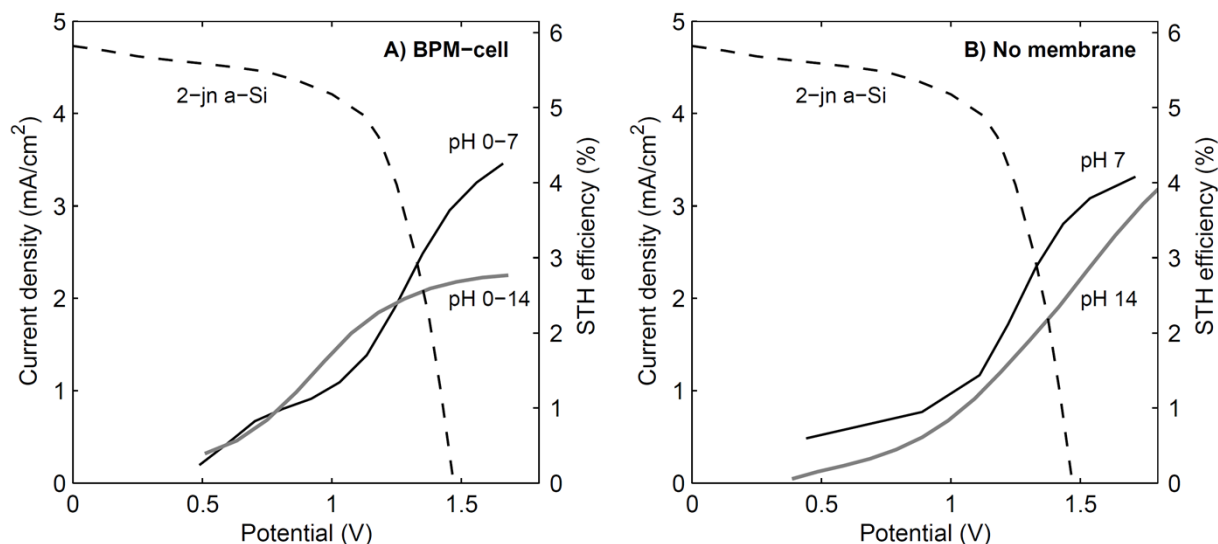 A) BPM−cell
2−jn a−Si
pH 0−7
pH 0−14
Current density (mA/cm²)
5
4
3
2
1
0
STH efficiency (%)
6
5
4
3
2
1
0
0 0.5 1 1.5
Potential (V)
B) No membrane
2−jn a−Si
pH 7
pH 14
Current density (mA/cm²)
5
4
3
2
1
0
STH efficiency (%)
6
5
4
3
2
1
0
0 0.5 1 1.5
Potential (V)